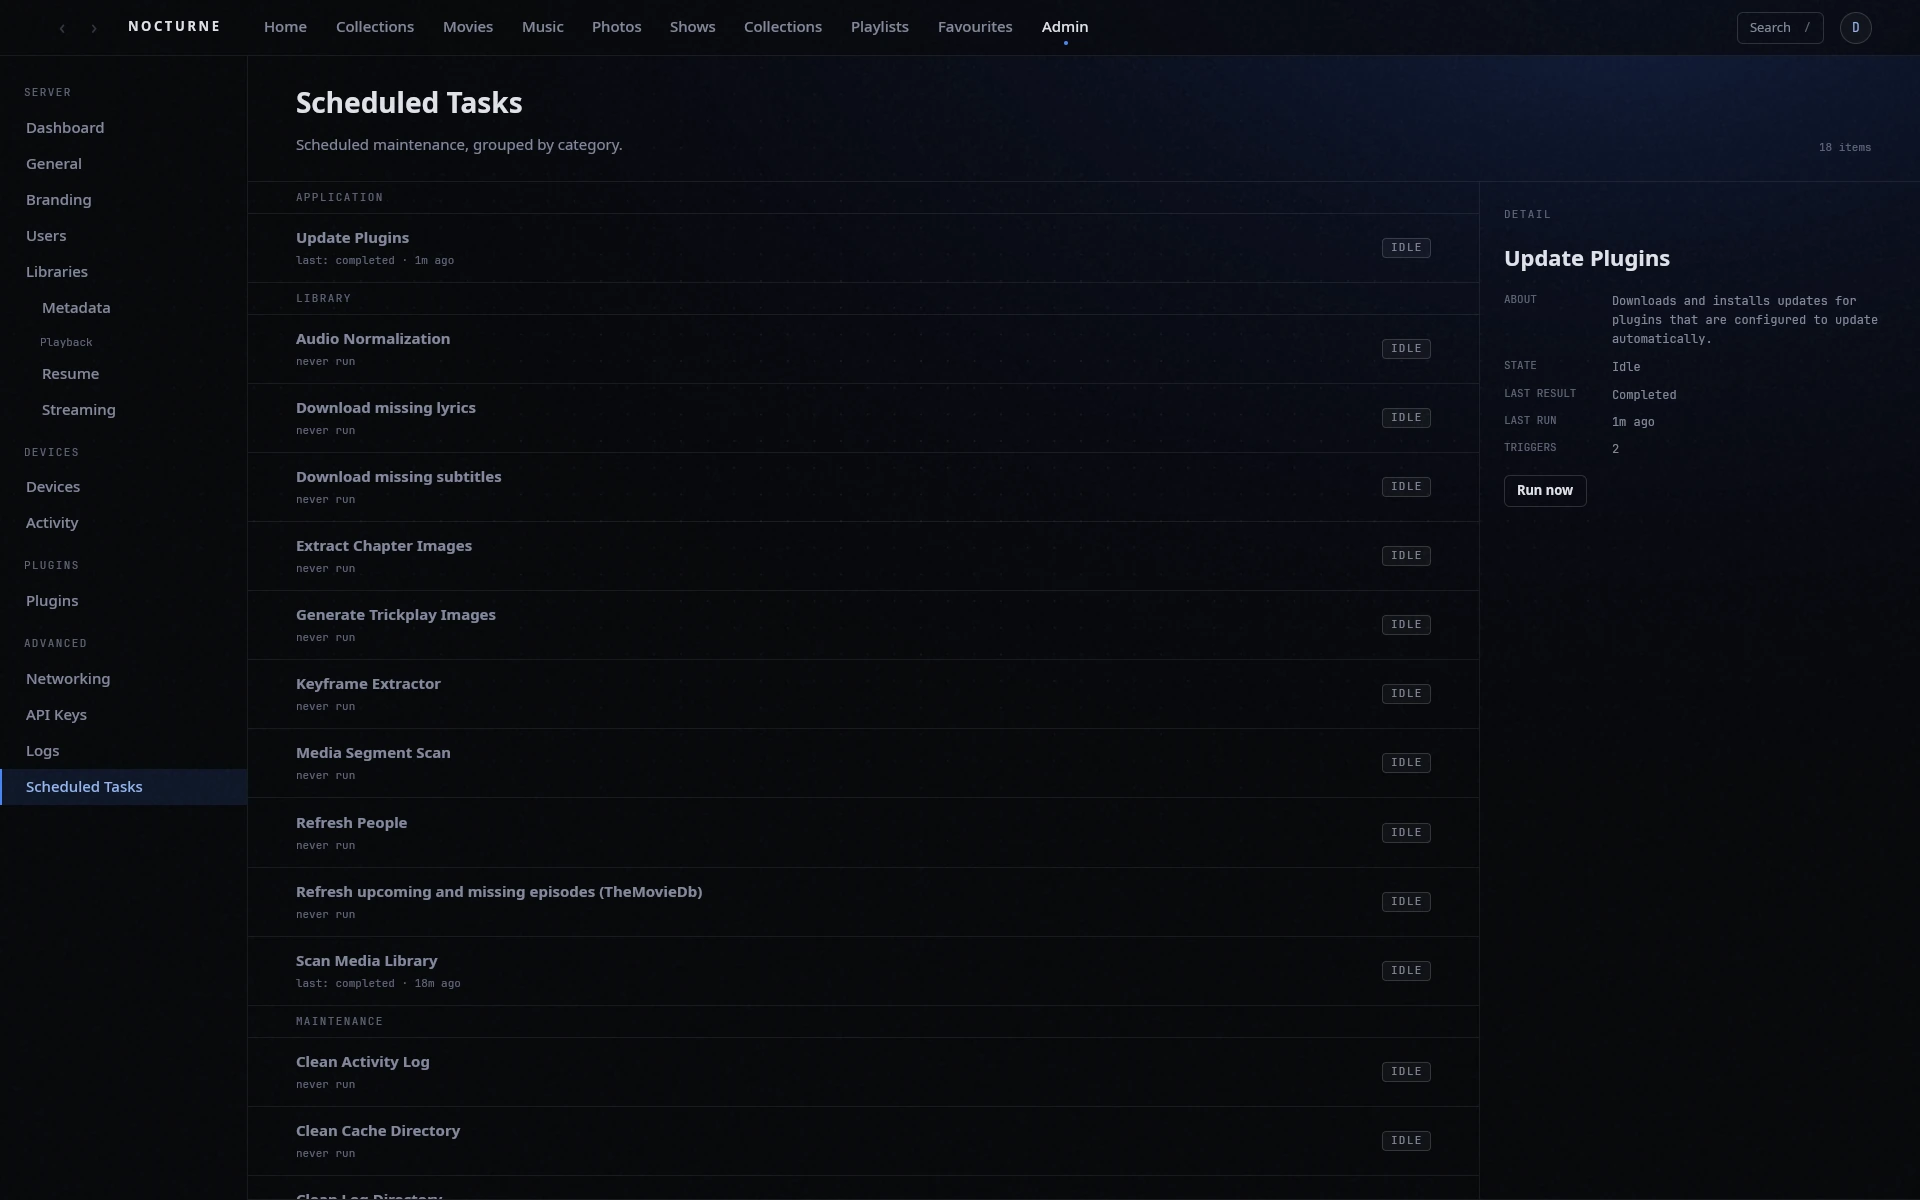 ‹ › NOCTURNE Home Collections Movies Music Photos Shows Collections Playlists Favourites Admin Search / D
SERVER
Dashboard
General
Branding
Users
Libraries
Metadata
Playback
Resume
Streaming
DEVICES
Devices
Activity
PLUGINS
Plugins
ADVANCED
Networking
API Keys
Logs
Scheduled Tasks
Scheduled Tasks
Scheduled maintenance, grouped by category.
18 items
APPLICATION
Update Plugins
last: completed · 1m ago
IDLE
LIBRARY
Audio Normalization
never run
IDLE
Download missing lyrics
never run
IDLE
Download missing subtitles
never run
IDLE
Extract Chapter Images
never run
IDLE
Generate Trickplay Images
never run
IDLE
Keyframe Extractor
never run
IDLE
Media Segment Scan
never run
IDLE
Refresh People
never run
IDLE
Refresh upcoming and missing episodes (TheMovieDb)
never run
IDLE
Scan Media Library
last: completed · 18m ago
IDLE
MAINTENANCE
Clean Activity Log
never run
IDLE
Clean Cache Directory
never run
IDLE
Clean Log Directory
DETAIL
Update Plugins
ABOUT Downloads and installs updates for
plugins that are configured to update
automatically.
STATE Idle
LAST RESULT Completed
LAST RUN 1m ago
TRIGGERS 2
Run now